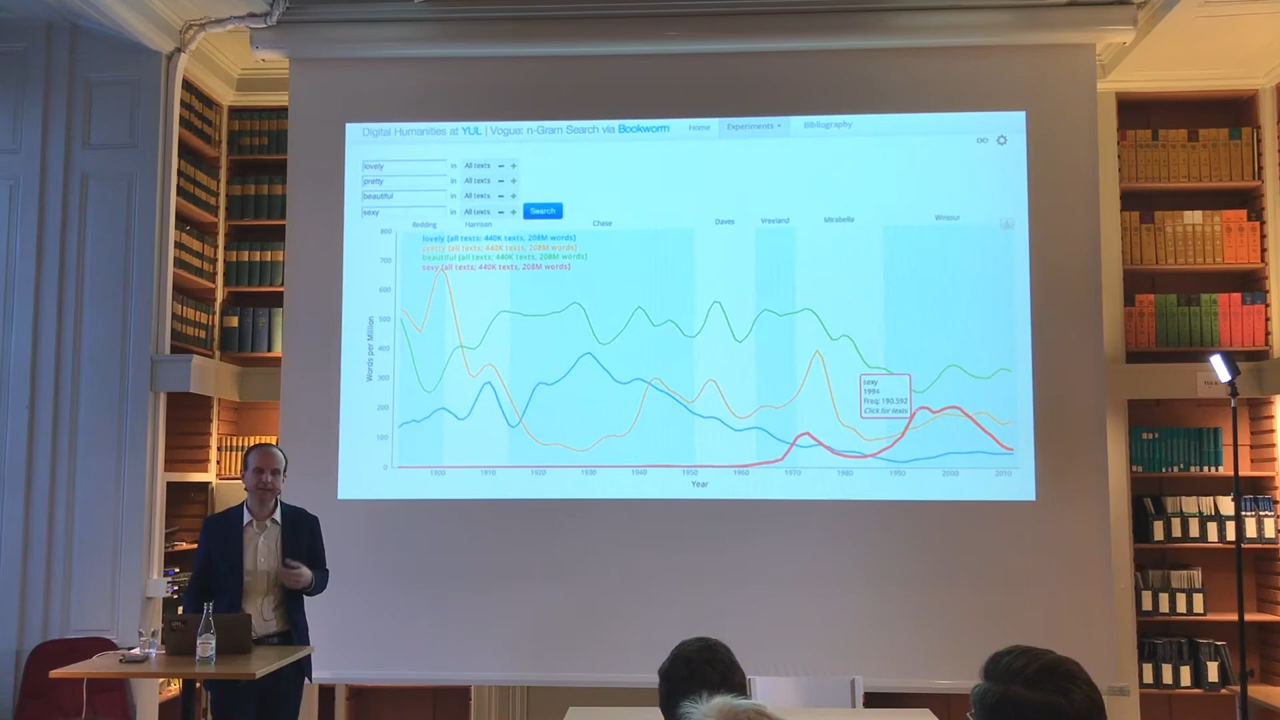 Digital Humanities at YUL | Vogue: n-Gram Search via Bookworm Home Experiments Bibliography
lovely in All texts
pretty in All texts
beautiful in All texts
sexy in All texts Search
Redding Harrison Chase Daves Vreeland Mirabella Wintour
lovely [all texts; 440K texts, 208M words]
pretty [all texts; 440K texts, 208M words]
beautiful [all texts; 440K texts, 208M words]
sexy [all texts; 440K texts, 208M words]
800
700
600
500
400
300
200
100
0
Words per Million
sexy
1994
Freq: 190.592
Click for texts
1900 1910 1920 1930 1940 1950 1960 1970 1980 1990 2000 2010
Year